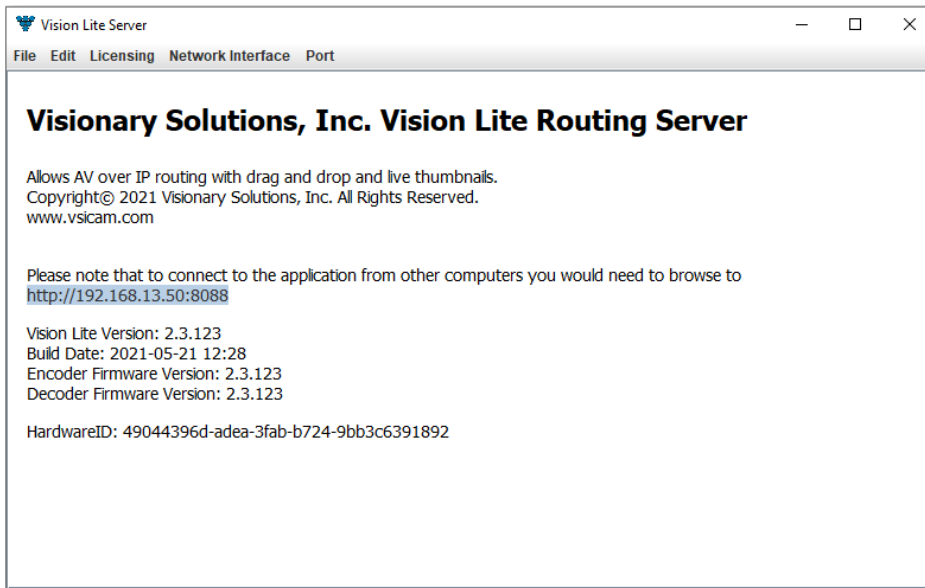 Vision Lite Server
File Edit Licensing Network Interface Port
Visionary Solutions, Inc. Vision Lite Routing Server
Allows AV over IP routing with drag and drop and live thumbnails.
Copyright© 2021 Visionary Solutions, Inc. All Rights Reserved.
www.vsicam.com
Please note that to connect to the application from other computers you would need to browse to
http://192.168.13.50:8088
Vision Lite Version: 2.3.123
Build Date: 2021-05-21 12:28
Encoder Firmware Version: 2.3.123
Decoder Firmware Version: 2.3.123
HardwareID: 49044396d-adea-3fab-b724-9bb3c6391892